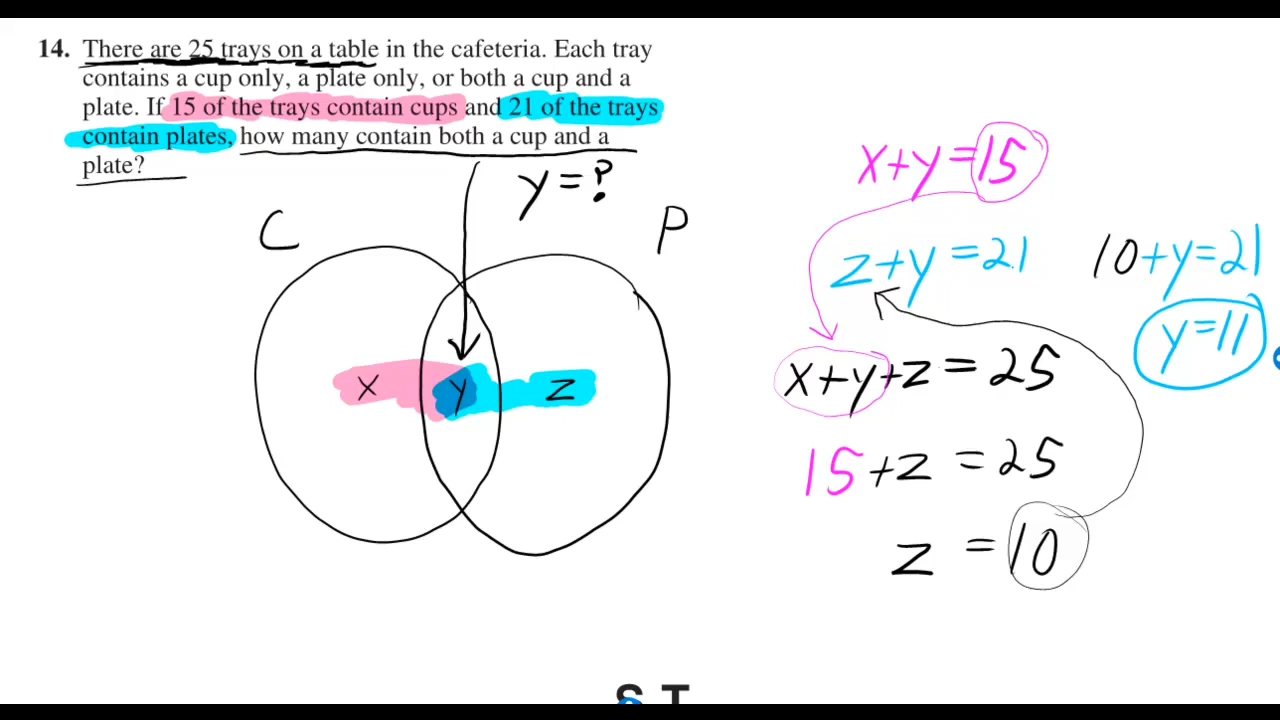 14. There are 25 trays on a table in the cafeteria. Each tray
contains a cup only, a plate only, or both a cup and a
plate. If 15 of the trays contain cups and 21 of the trays
contain plates, how many contain both a cup and a
plate?
y=?
C
P
x
y
z
x+y=15
z+y=21
10+y=21
y=11
x+y+z=25
15+z=25
z=10
S T